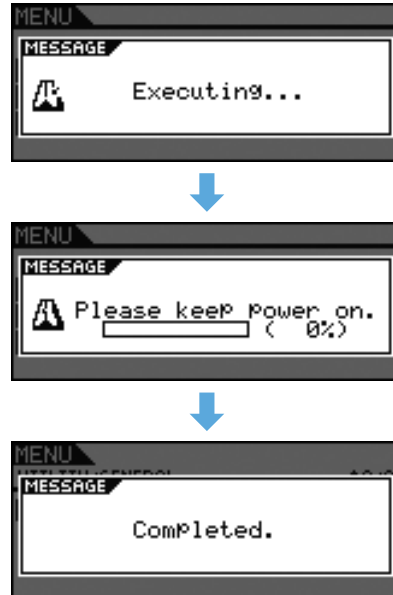 MENU
MESSAGE
Executing...
MENU
MESSAGE
Please keep power on.
( 0%)
MENU
MESSAGE
Completed.